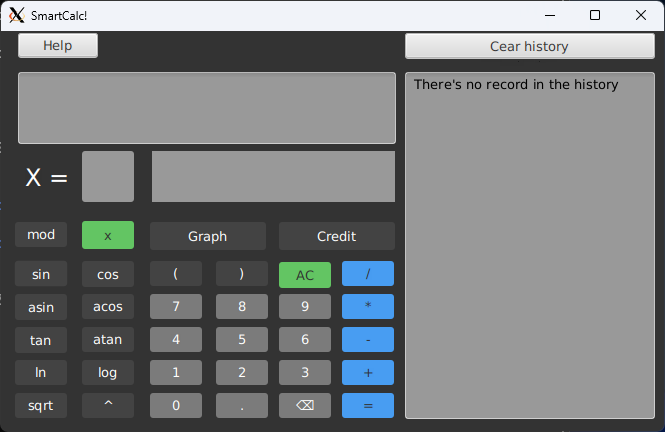 SmartCalc!
Help
Cear history
There's no record in the history
X =
mod x Graph Credit
sin cos ( ) AC /
asin acos 7 8 9 *
tan atan 4 5 6 -
ln log 1 2 3 +
sqrt ^ 0 . ⌫ =